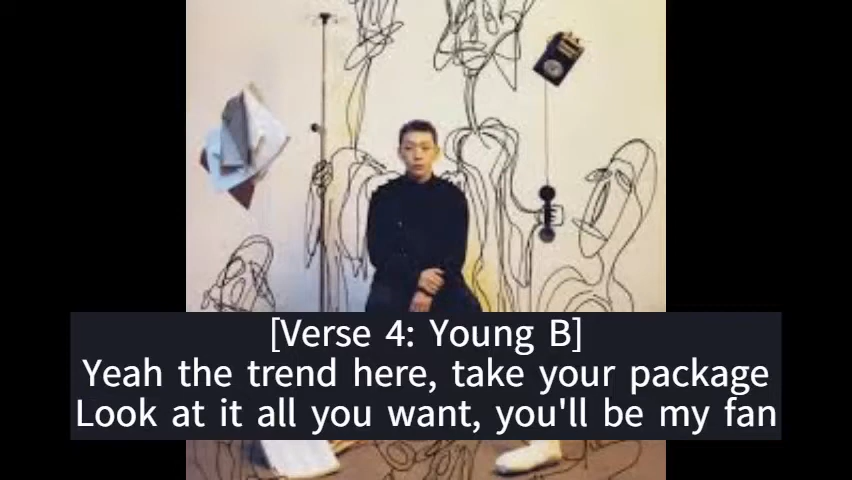 [Verse 4: Young B]
Yeah the trend here, take your package
Look at it all you want, you'll be my fan